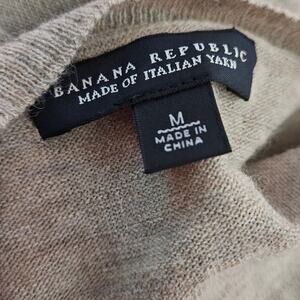 BANANA REPUBLIC
MADE OF ITALIAN YARN
M
MADE IN
CHINA